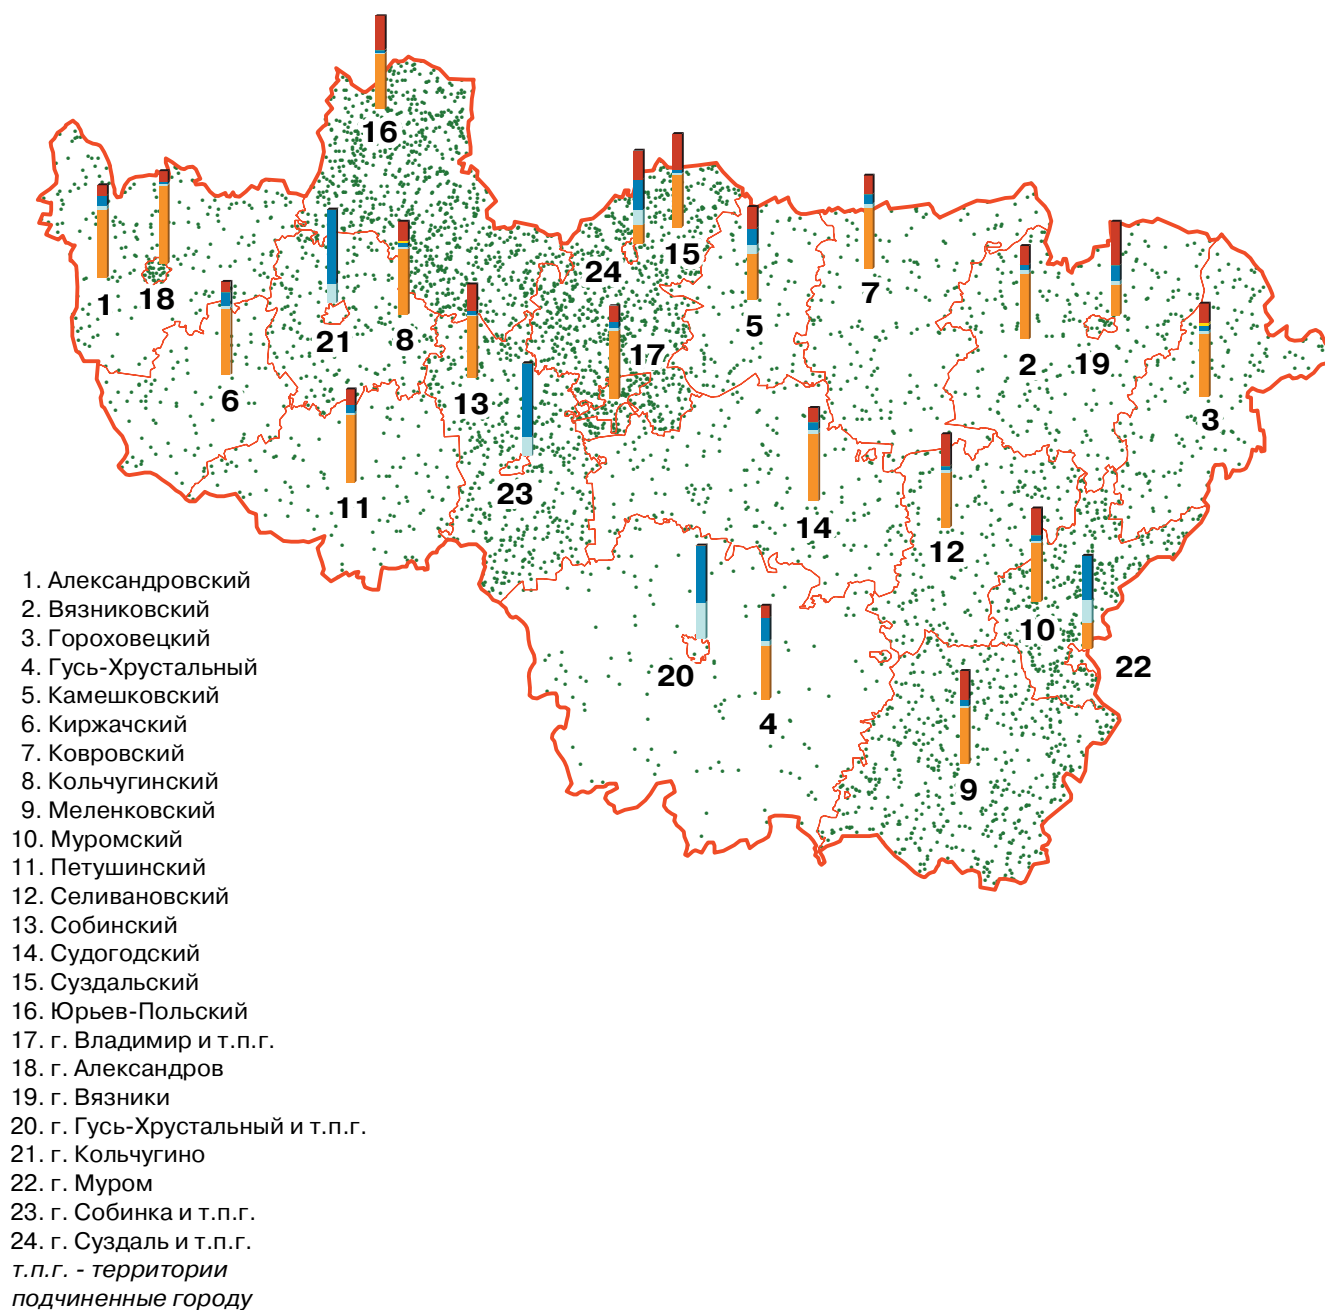 16
15
24
1
18
5
7
17
21
8
2
19
6
13
3
11
23
14
12
10
20
22
4
9
1. Александровский
2. Вязниковский
3. Гороховецкий
4. Гусь-Хрустальный
5. Камешковский
6. Киржачский
7. Ковровский
8. Кольчугинский
9. Меленковский
10. Муромский
11. Петушинский
12. Селивановский
13. Собинский
14. Судогодский
15. Суздальский
16. Юрьев-Польский
17. г. Владимир и т.п.г.
18. г. Александров
19. г. Вязники
20. г. Гусь-Хрустальный и т.п.г.
21. г. Кольчугино
22. г. Муром
23. г. Собинка и т.п.г.
24. г. Суздаль и т.п.г.
т.п.г. - территории
подчиненные городу